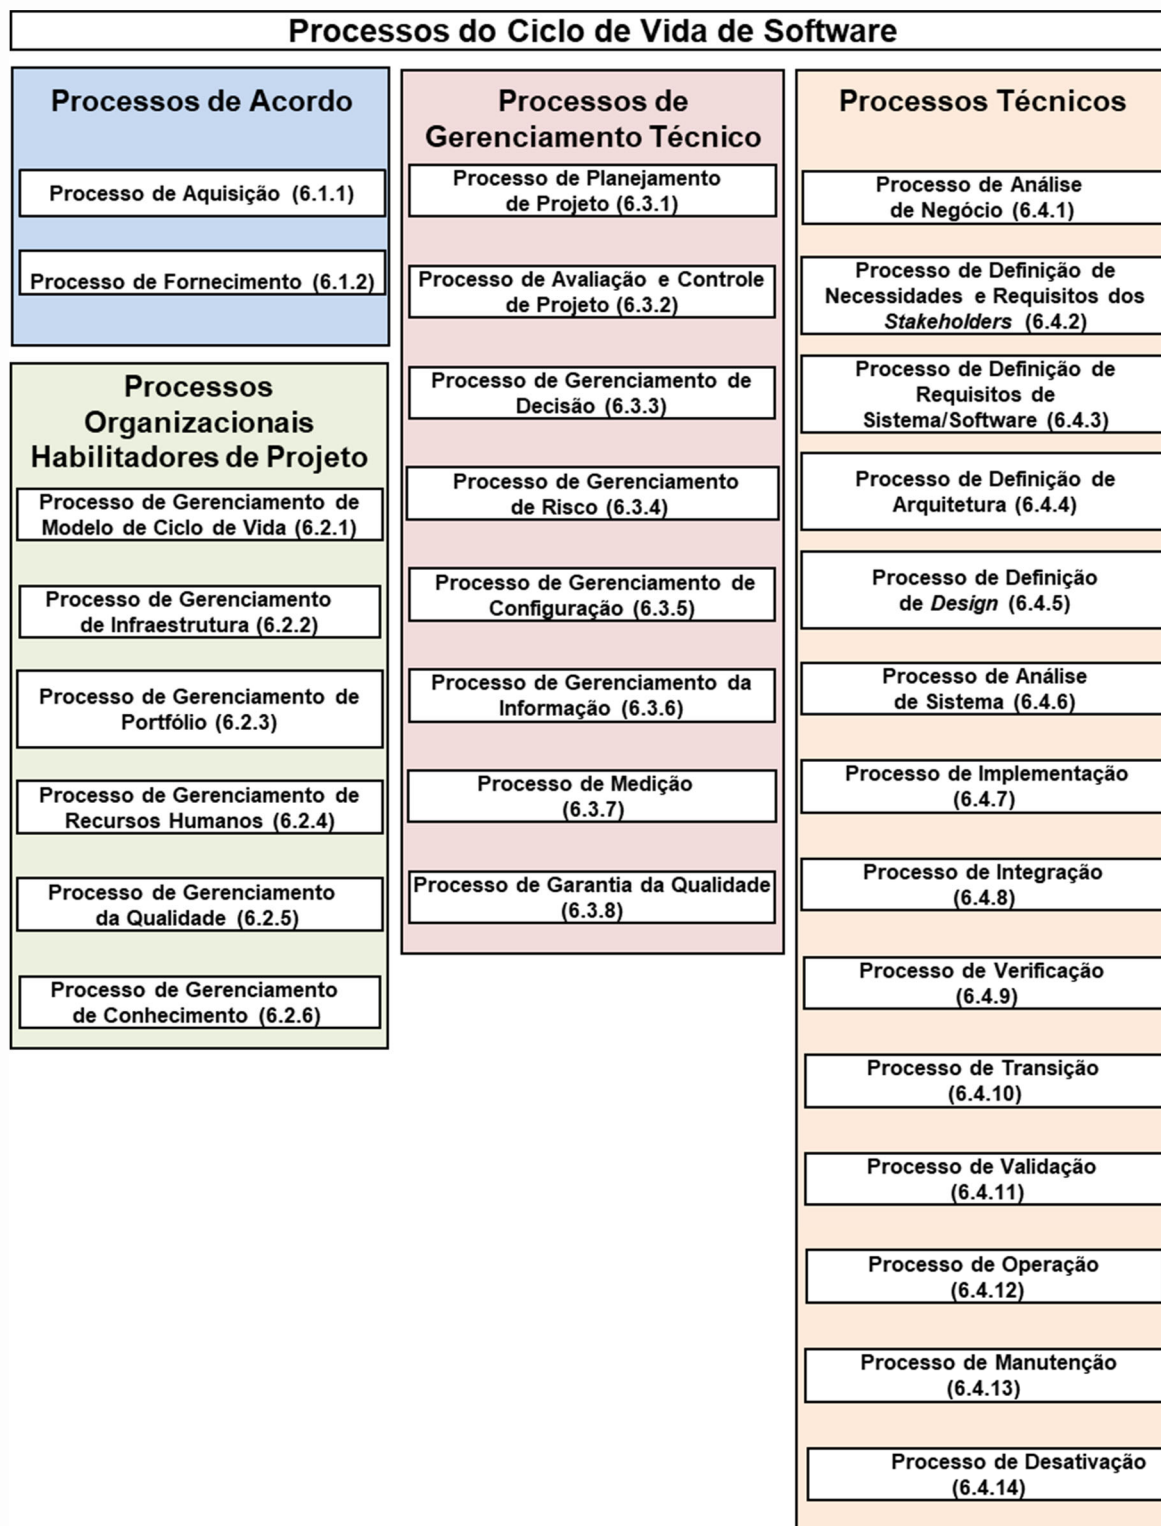 Processos do Ciclo de Vida de Software
Processos de Acordo
Processo de Aquisição (6.1.1)
Processo de Fornecimento (6.1.2)
Processos
Organizacionais
Habilitadores de Projeto
Processo de Gerenciamento de
Modelo de Ciclo de Vida (6.2.1)
Processo de Gerenciamento
de Infraestrutura (6.2.2)
Processo de Gerenciamento de
Portfólio (6.2.3)
Processo de Gerenciamento de
Recursos Humanos (6.2.4)
Processo de Gerenciamento
da Qualidade (6.2.5)
Processo de Gerenciamento
de Conhecimento (6.2.6)
Processos de
Gerenciamento Técnico
Processo de Planejamento
de Projeto (6.3.1)
Processo de Avaliação e Controle
de Projeto (6.3.2)
Processo de Gerenciamento de
Decisão (6.3.3)
Processo de Gerenciamento
de Risco (6.3.4)
Processo de Gerenciamento de
Configuração (6.3.5)
Processo de Gerenciamento da
Informação (6.3.6)
Processo de Medição
(6.3.7)
Processo de Garantia da Qualidade
(6.3.8)
Processos Técnicos
Processo de Análise
de Negócio (6.4.1)
Processo de Definição de
Necessidades e Requisitos dos
Stakeholders (6.4.2)
Processo de Definição de
Requisitos de
Sistema/Software (6.4.3)
Processo de Definição de
Arquitetura (6.4.4)
Processo de Definição
de Design (6.4.5)
Processo de Análise
de Sistema (6.4.6)
Processo de Implementação
(6.4.7)
Processo de Integração
(6.4.8)
Processo de Verificação
(6.4.9)
Processo de Transição
(6.4.10)
Processo de Validação
(6.4.11)
Processo de Operação
(6.4.12)
Processo de Manutenção
(6.4.13)
Processo de Desativação
(6.4.14)